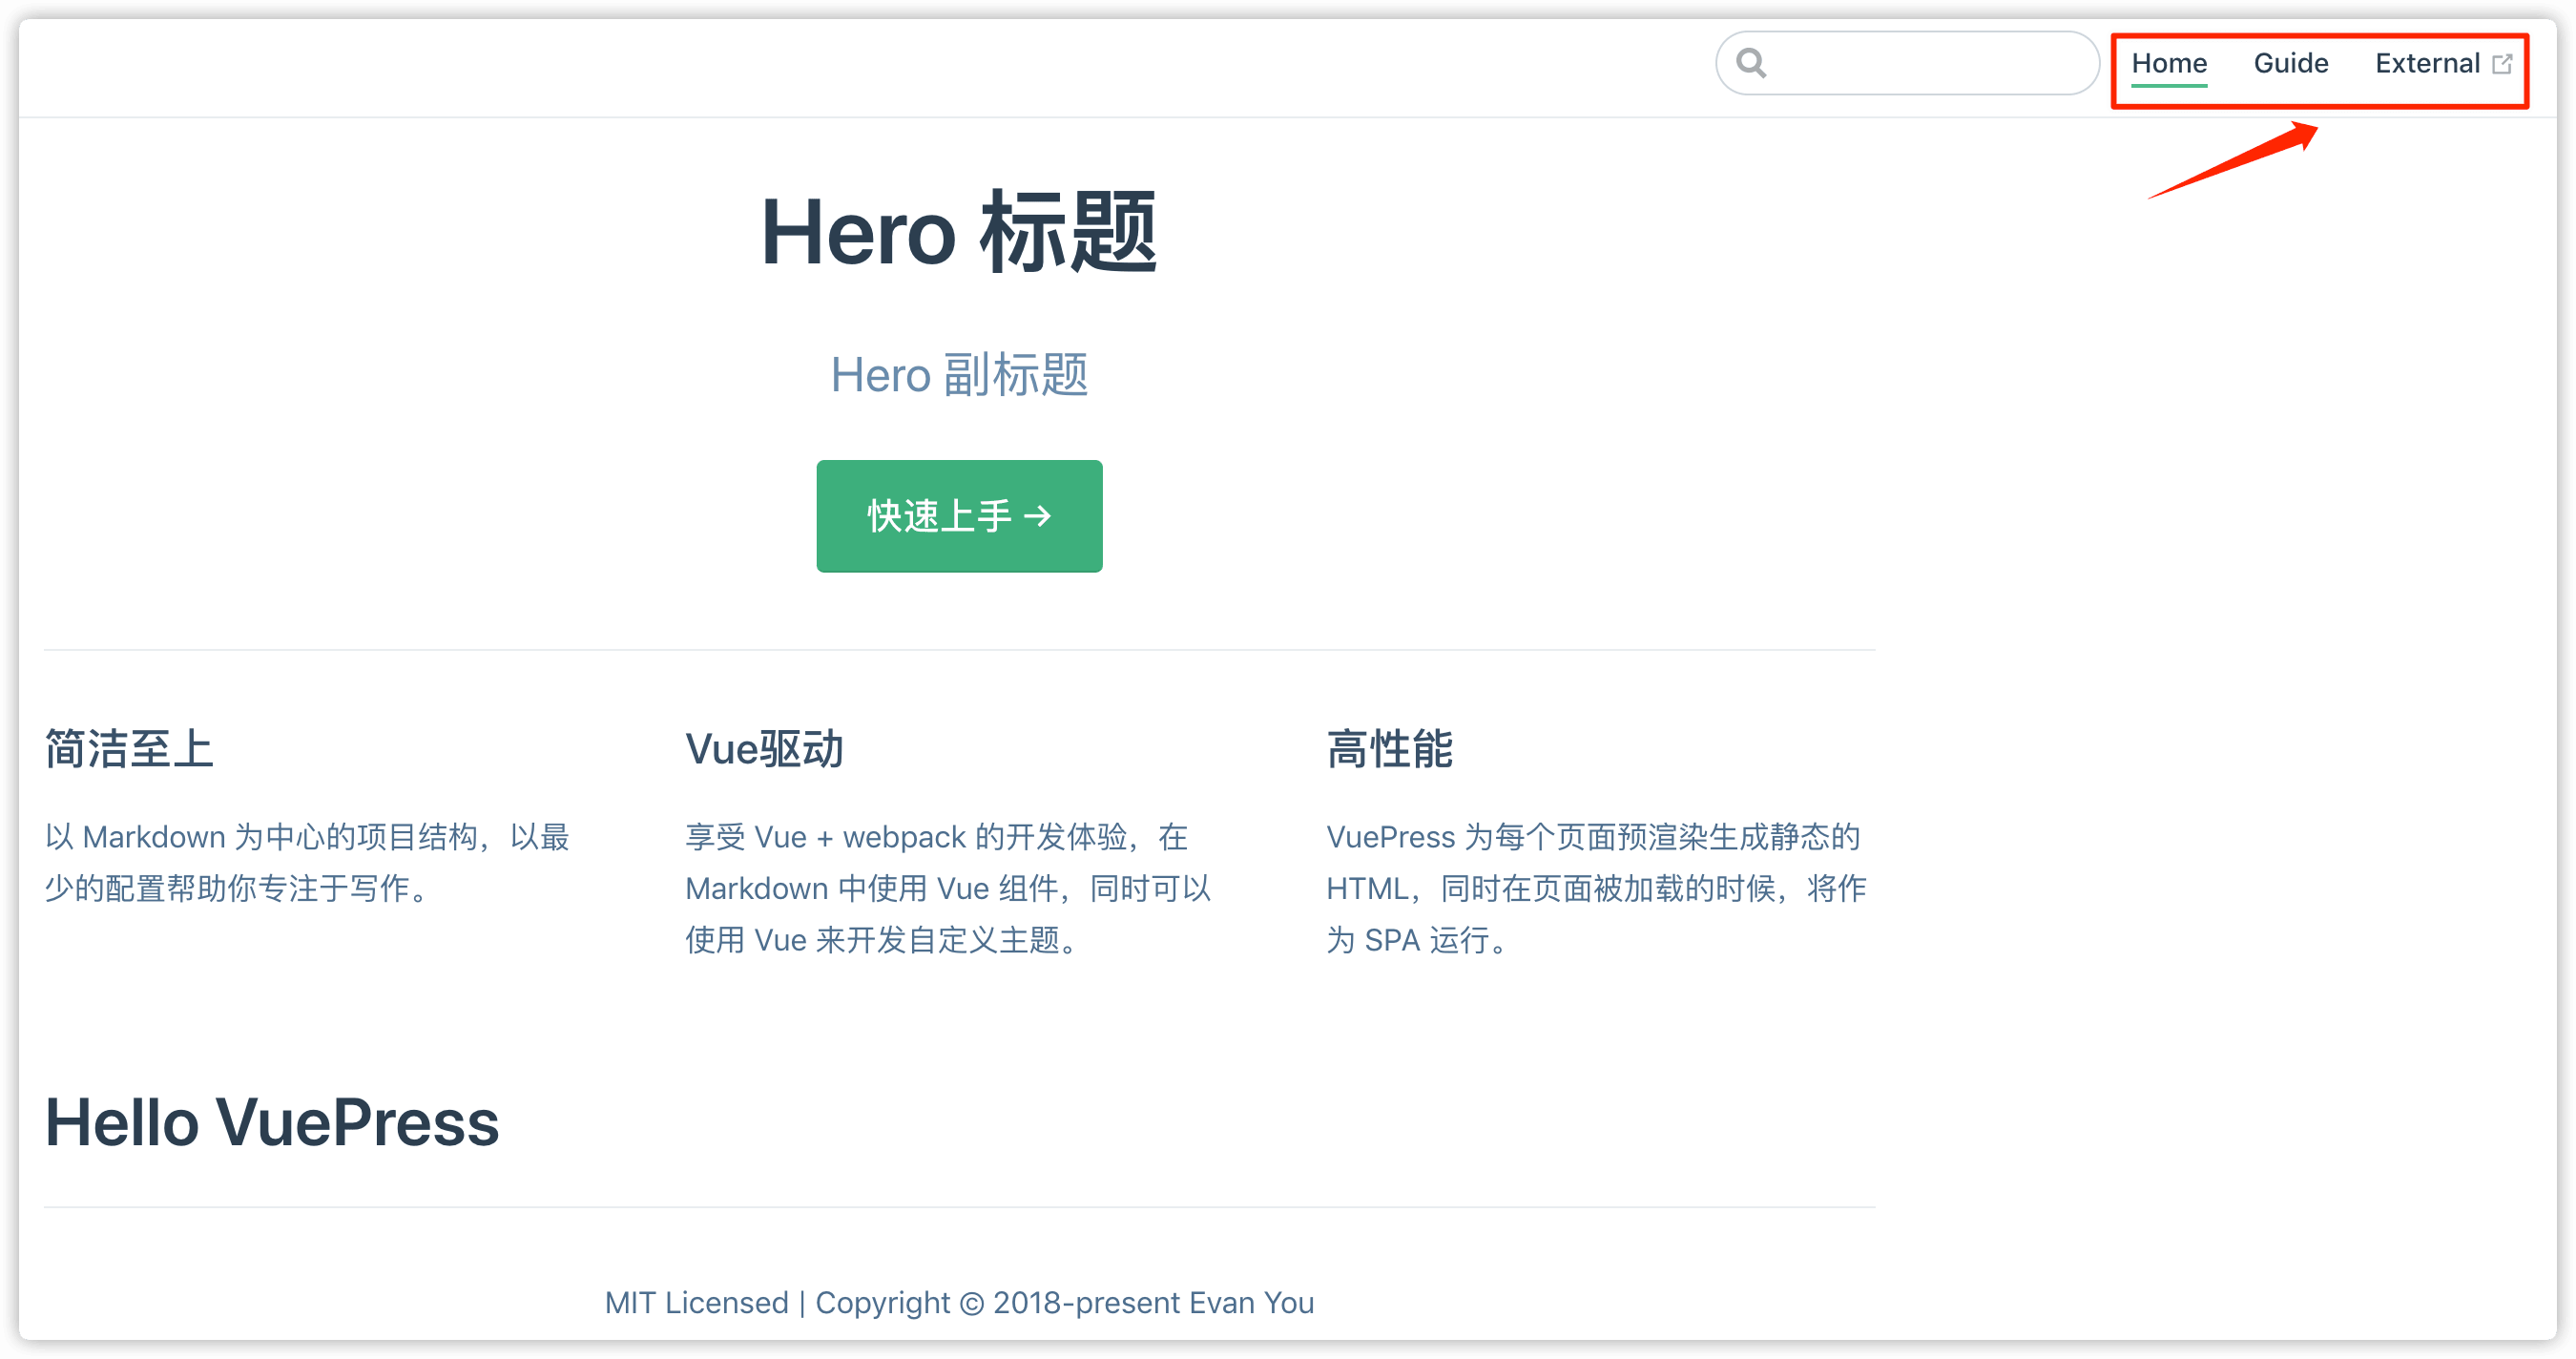 Home Guide External
Hero 标题
Hero 副标题
快速上手 →
简洁至上
以 Markdown 为中心的项目结构，以最
少的配置帮助你专注于写作。
Vue驱动
享受 Vue + webpack 的开发体验，在
Markdown 中使用 Vue 组件，同时可以
使用 Vue 来开发自定义主题。
高性能
VuePress 为每个页面预渲染生成静态的
HTML，同时在页面被加载的时候，将作
为 SPA 运行。
Hello VuePress
MIT Licensed | Copyright © 2018-present Evan You